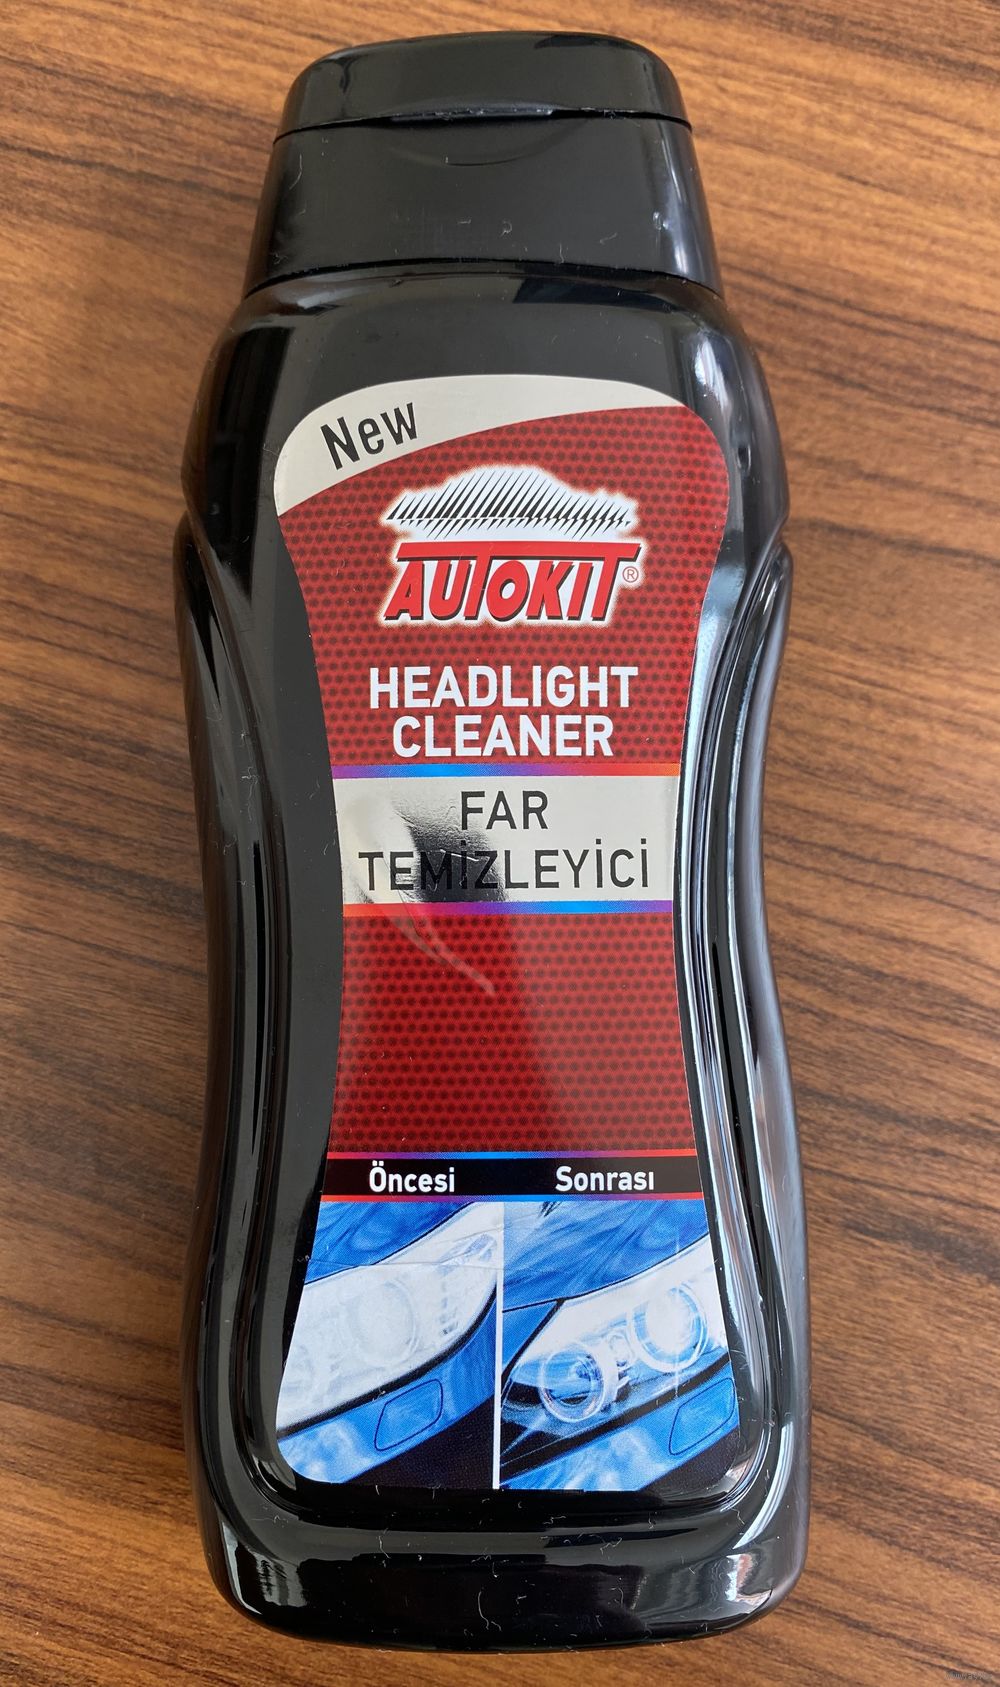 New
AUTOKIT®
HEADLIGHT
CLEANER
FAR
TEMİZLEYİCİ
Öncesi Sonrası